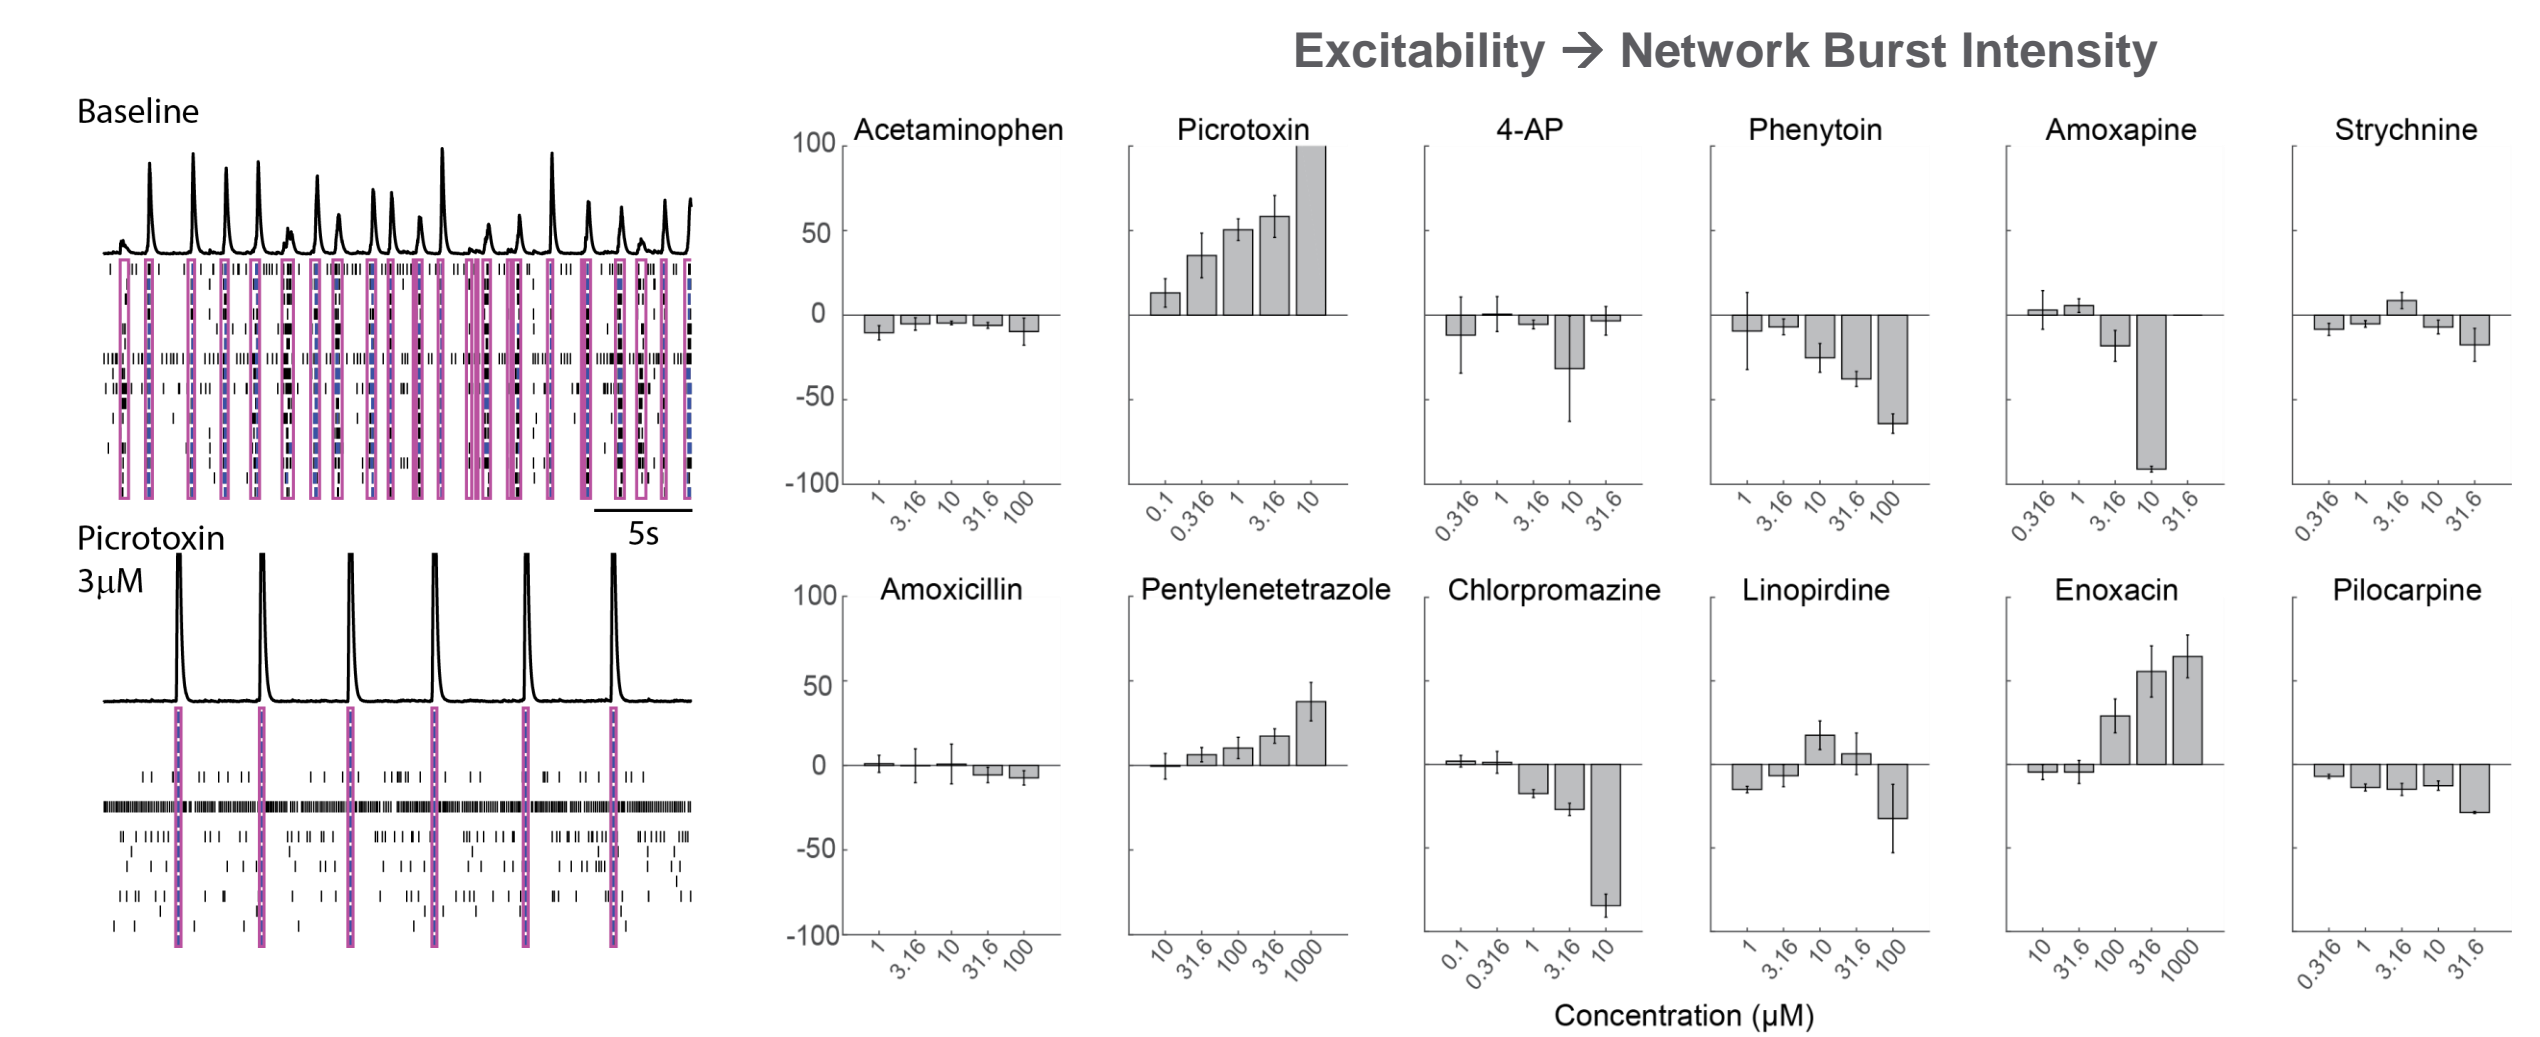 Excitability → Network Burst Intensity
Baseline
5s
Picrotoxin
3µM
Acetaminophen
100
50
0
-50
-100
1 3.16 10 31.6 100
Picrotoxin
0.1 0.316 1 3.16 10
4-AP
0.316 1 3.16 10 31.6
Phenytoin
1 3.16 10 31.6 100
Amoxapine
0.316 1 3.16 10 31.6
Strychnine
0.316 1 3.16 10 31.6
Amoxicillin
100
50
0
-50
-100
1 3.16 10 31.6 100
Pentylenetetrazole
10 31.6 100 316 1000
Chlorpromazine
0.1 0.316 1 3.16 10
Linopirdine
1 3.16 10 31.6 100
Enoxacin
10 31.6 100 316 1000
Pilocarpine
0.316 1 3.16 10 31.6
Concentration (µM)